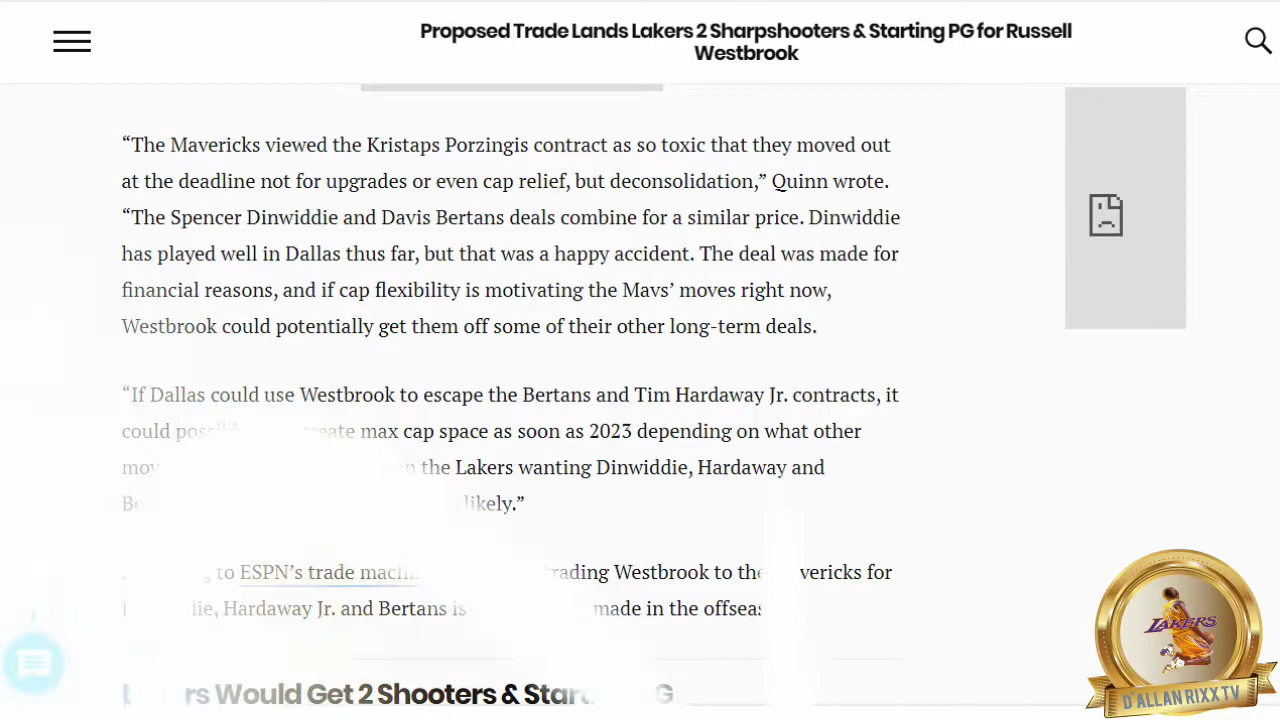 Proposed Trade Lands Lakers 2 Sharpshooters & Starting PG for Russell
Westbrook
“The Mavericks viewed the Kristaps Porzingis contract as so toxic that they moved out
at the deadline not for upgrades or even cap relief, but deconsolidation,” Quinn wrote.
“The Spencer Dinwiddie and Davis Bertans deals combine for a similar price. Dinwiddie
has played well in Dallas thus far, but that was a happy accident. The deal was made for
financial reasons, and if cap flexibility is motivating the Mavs’ moves right now,
Westbrook could potentially get them off some of their other long-term deals.
“If Dallas could use Westbrook to escape the Bertans and Tim Hardaway Jr. contracts, it
could max cap space as soon as 2023 depending on what other
the Lakers wanting Dinwiddie, Hardaway and
likely.”
to ESPN’s trade Westbrook to the for
Hardaway Jr. and Bertans is made in the
Would Get 2 Shooters &
LAKERS
D'ALLAN RIXX TV